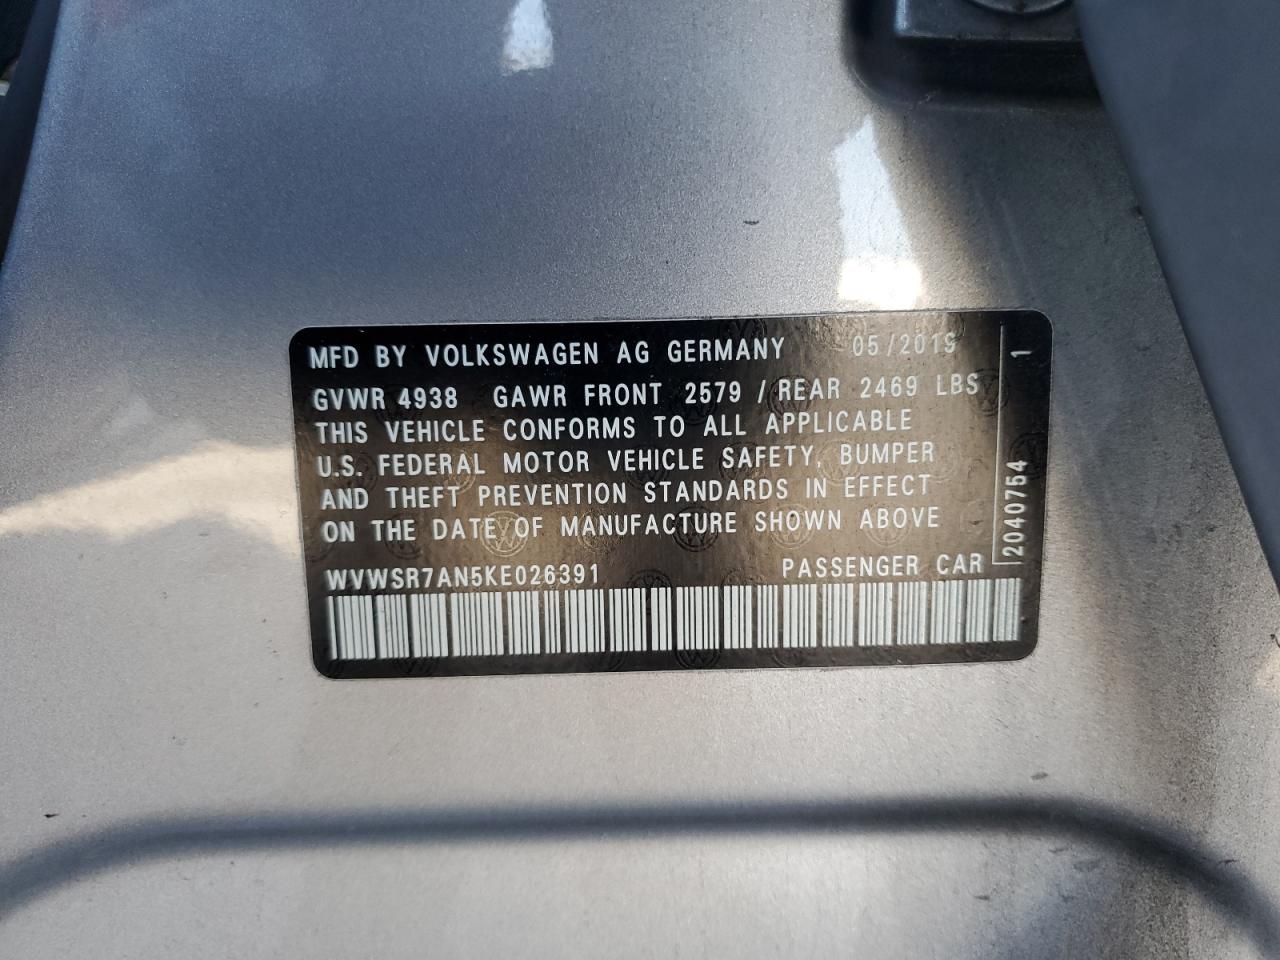 MFD BY VOLKSWAGEN AG GERMANY 05/2019
GVWR 4938 GAWR FRONT 2579 / REAR 2469 LBS
THIS VEHICLE CONFORMS TO ALL APPLICABLE
U.S. FEDERAL MOTOR VEHICLE SAFETY, BUMPER
AND THEFT PREVENTION STANDARDS IN EFFECT
ON THE DATE OF MANUFACTURE SHOWN ABOVE
WVWSR7AN5KE026391 PASSENGER CAR
2040754 1